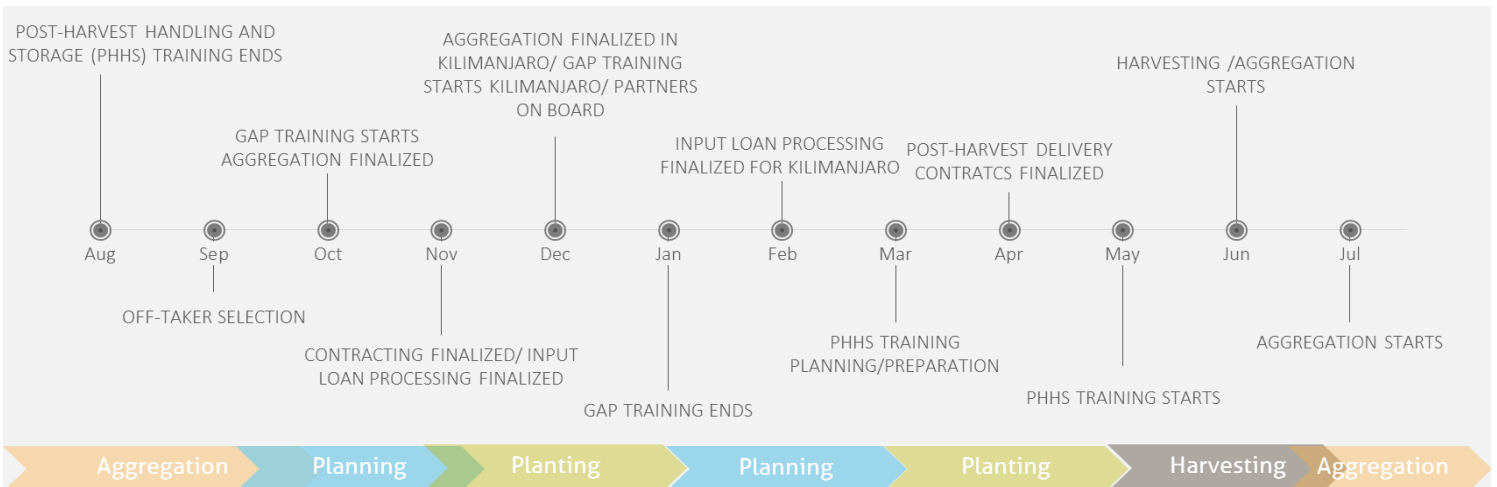 POST-HARVEST HANDLING AND
STORAGE (PHHS) TRAINING ENDS
GAP TRAINING STARTS
AGGREGATION FINALIZED
AGGREGATION FINALIZED IN
KILIMANJARO/ GAP TRAINING
STARTS KILIMANJARO/ PARTNERS
ON BOARD
INPUT LOAN PROCESSING
FINALIZED FOR KILIMANJARO
POST-HARVEST DELIVERY
CONTRATCS FINALIZED
HARVESTING /AGGREGATION
STARTS
Aug
Sep
Oct
Nov
Dec
Jan
Feb
Mar
Apr
May
Jun
Jul
OFF-TAKER SELECTION
CONTRACTING FINALIZED/ INPUT
LOAN PROCESSING FINALIZED
GAP TRAINING ENDS
PHHS TRAINING
PLANNING/PREPARATION
PHHS TRAINING STARTS
AGGREGATION STARTS
Aggregation
Planning
Planting
Planning
Planting
Harvesting
Aggregation